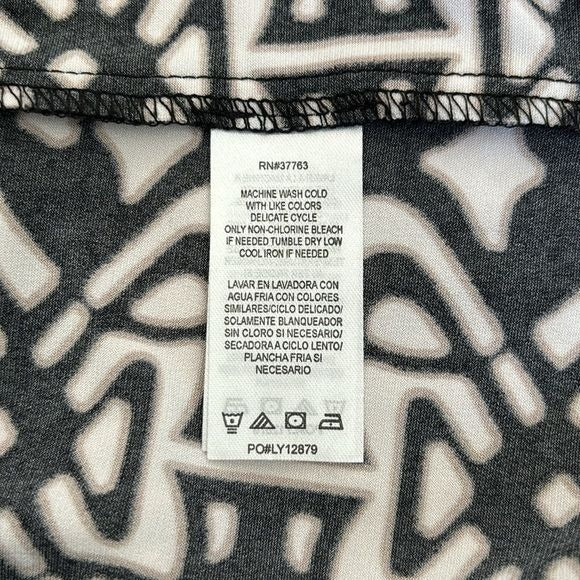 RN#37763
MACHINE WASH COLD
WITH LIKE COLORS
DELICATE CYCLE
ONLY NON-CHLORINE BLEACH
IF NEEDED TUMBLE DRY LOW
COOL IRON IF NEEDED
LAVAR EN LAVADORA CON
AGUA FRIA CON COLORES
SIMILARES/CICLO DELICADO/
SOLAMENTE BLANQUEADOR
SIN CLORO SI NECESARIO/
SECADORA A CICLO LENTO/
PLANCHA FRIA SI
NECESARIO
PO#LY12879